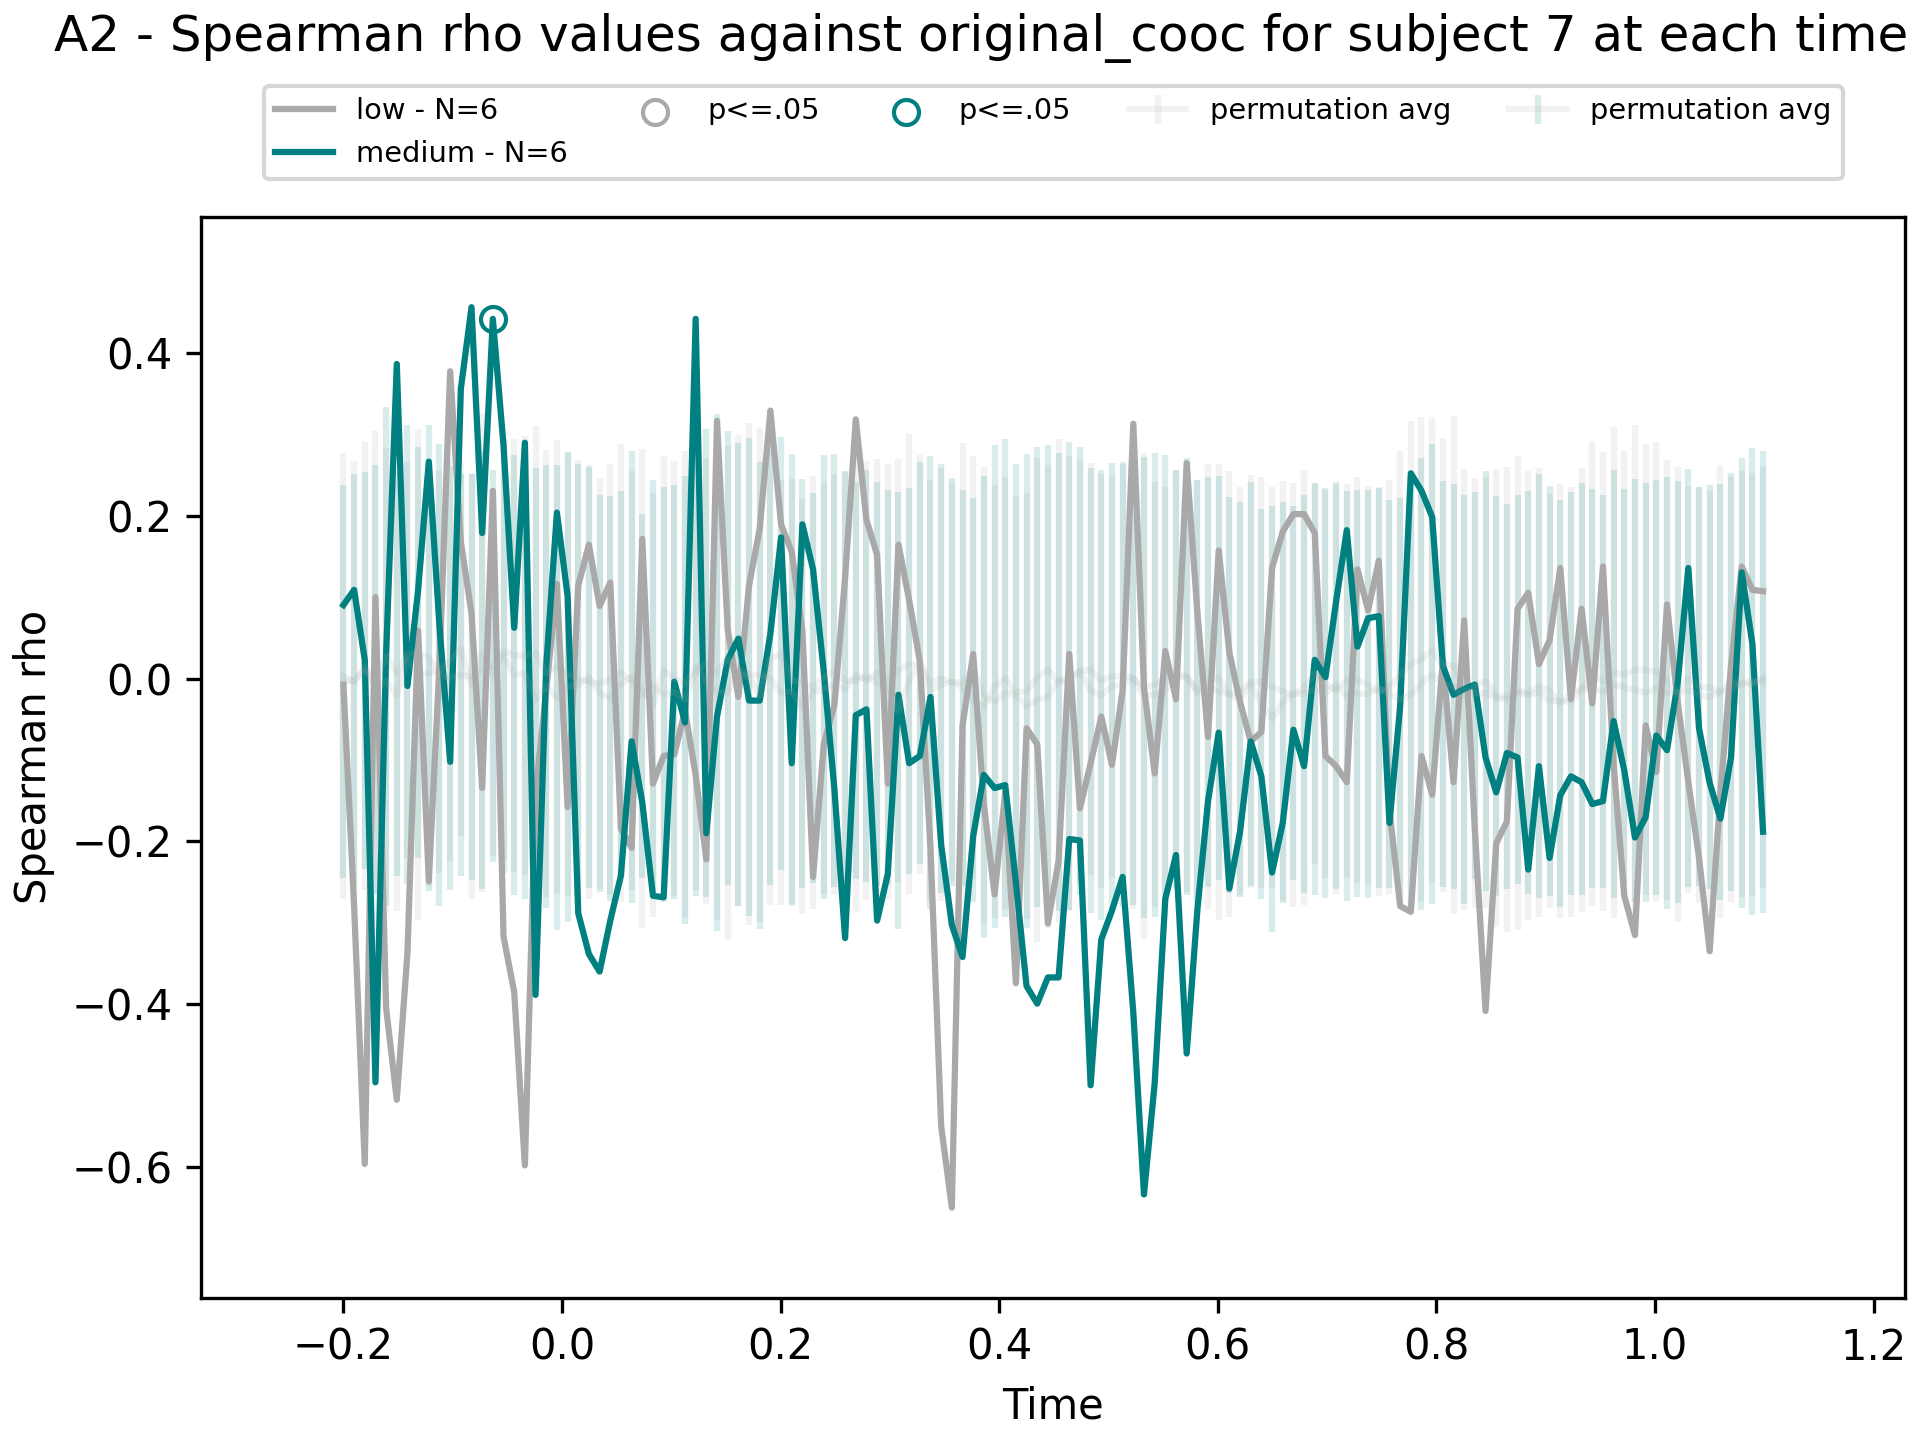 A2 - Spearman rho values against original_cooc for subject 7 at each time
low - N=6
medium - N=6
p<=.05
p<=.05
permutation avg
permutation avg
Spearman rho
0.4
0.2
0.0
−0.2
−0.4
−0.6
−0.2
0.0
0.2
0.4
0.6
0.8
1.0
1.2
Time